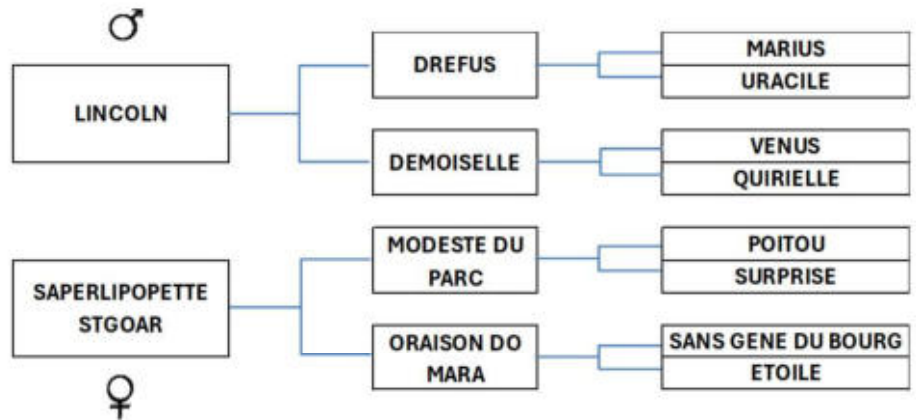 ♂
LINCOLN
DREFUS
MARIUS
URACILE
DEMOISELLE
VENUS
QUIRIELLE
SAPERLIPOPETTE
STGOAR
♀
MODESTE DU
PARC
POITOU
SURPRISE
ORAISON DO
MARA
SANS GENE DU BOURG
ETOILE